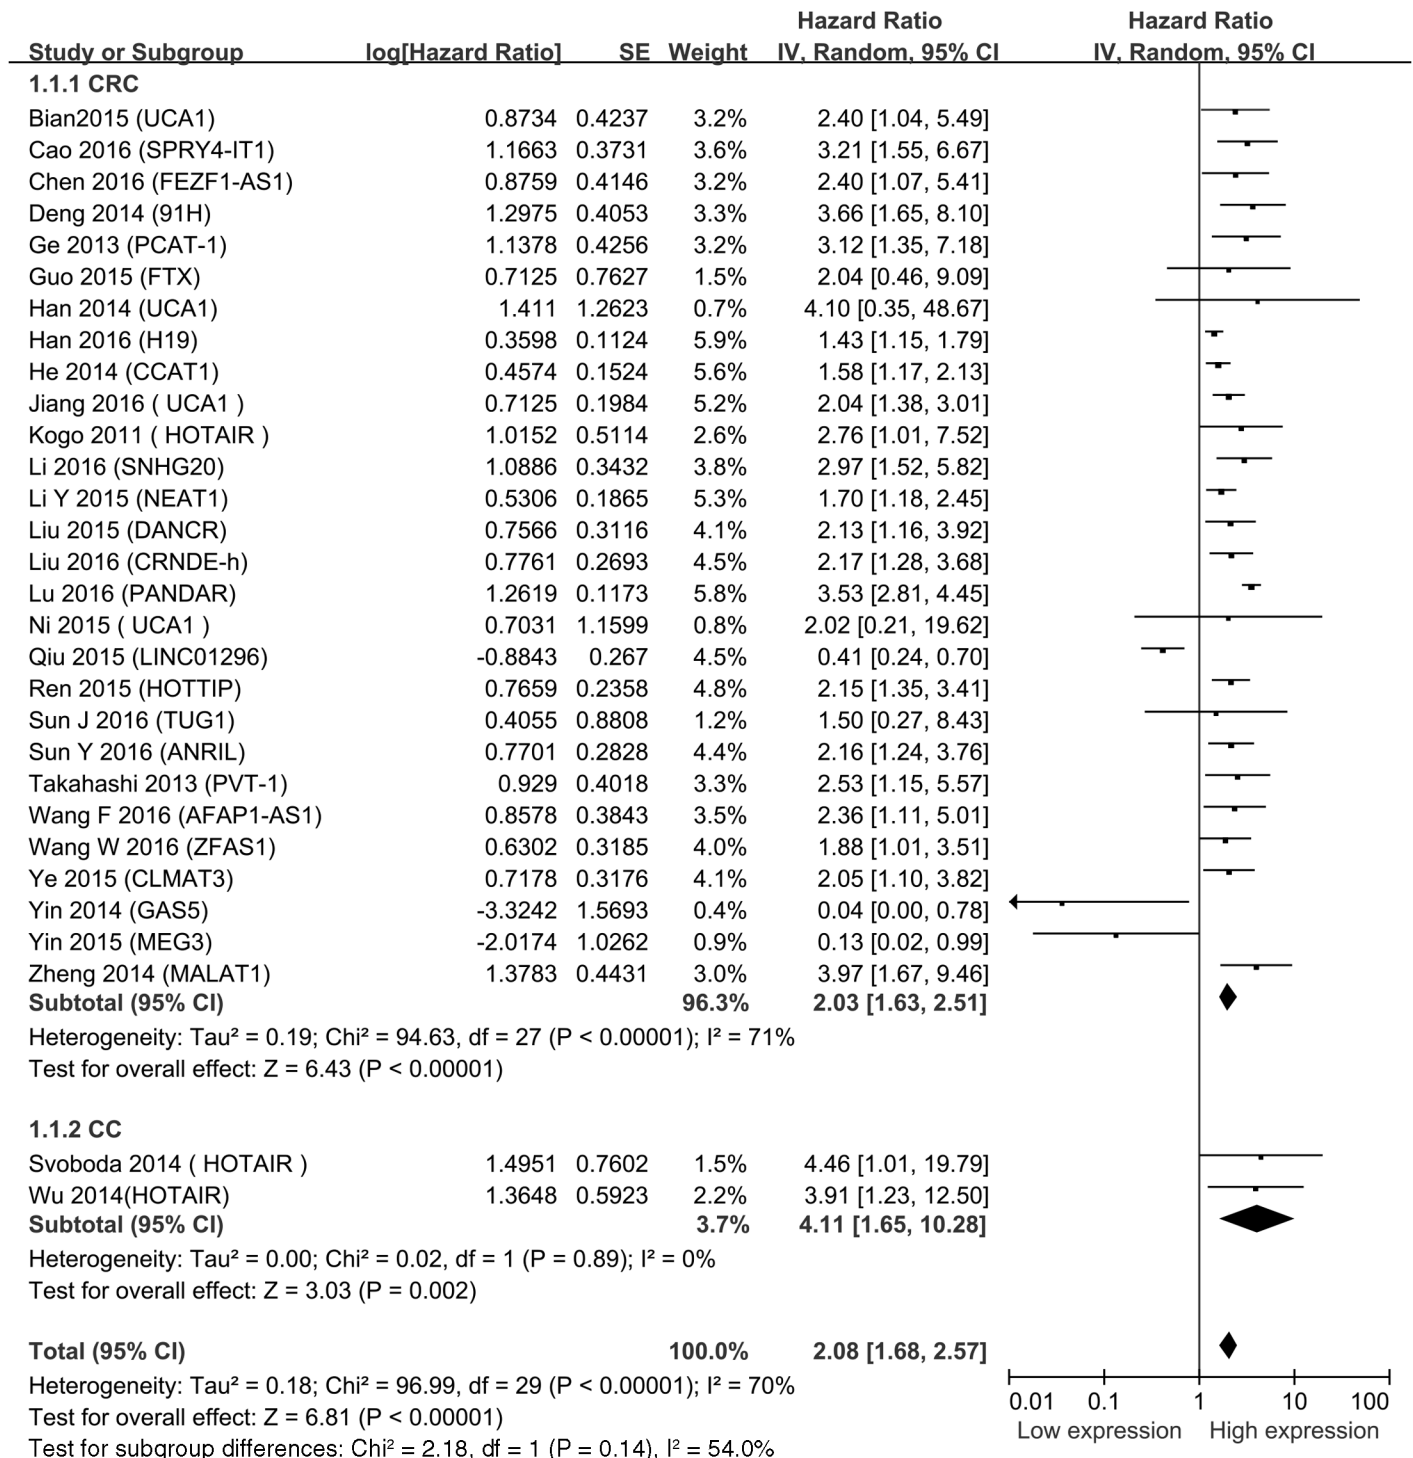 Hazard Ratio Hazard Ratio
Study or Subgroup log[Hazard Ratio] SE Weight IV, Random, 95% CI IV, Random, 95% CI
1.1.1 CRC
Bian2015 (UCA1) 0.8734 0.4237 3.2% 2.40 [1.04, 5.49]
Cao 2016 (SPRY4-IT1) 1.1663 0.3731 3.6% 3.21 [1.55, 6.67]
Chen 2016 (FEZF1-AS1) 0.8759 0.4146 3.2% 2.40 [1.07, 5.41]
Deng 2014 (91H) 1.2975 0.4053 3.3% 3.66 [1.65, 8.10]
Ge 2013 (PCAT-1) 1.1378 0.4256 3.2% 3.12 [1.35, 7.18]
Guo 2015 (FTX) 0.7125 0.7627 1.5% 2.04 [0.46, 9.09]
Han 2014 (UCA1) 1.411 1.2623 0.7% 4.10 [0.35, 48.67]
Han 2016 (H19) 0.3598 0.1124 5.9% 1.43 [1.15, 1.79]
He 2014 (CCAT1) 0.4574 0.1524 5.6% 1.58 [1.17, 2.13]
Jiang 2016 ( UCA1 ) 0.7125 0.1984 5.2% 2.04 [1.38, 3.01]
Kogo 2011 ( HOTAIR ) 1.0152 0.5114 2.6% 2.76 [1.01, 7.52]
Li 2016 (SNHG20) 1.0886 0.3432 3.8% 2.97 [1.52, 5.82]
Li Y 2015 (NEAT1) 0.5306 0.1865 5.3% 1.70 [1.18, 2.45]
Liu 2015 (DANCR) 0.7566 0.3116 4.1% 2.13 [1.16, 3.92]
Liu 2016 (CRNDE-h) 0.7761 0.2693 4.5% 2.17 [1.28, 3.68]
Lu 2016 (PANDAR) 1.2619 0.1173 5.8% 3.53 [2.81, 4.45]
Ni 2015 ( UCA1 ) 0.7031 1.1599 0.8% 2.02 [0.21, 19.62]
Qiu 2015 (LINC01296) -0.8843 0.267 4.5% 0.41 [0.24, 0.70]
Ren 2015 (HOTTIP) 0.7659 0.2358 4.8% 2.15 [1.35, 3.41]
Sun J 2016 (TUG1) 0.4055 0.8808 1.2% 1.50 [0.27, 8.43]
Sun Y 2016 (ANRIL) 0.7701 0.2828 4.4% 2.16 [1.24, 3.76]
Takahashi 2013 (PVT-1) 0.929 0.4018 3.3% 2.53 [1.15, 5.57]
Wang F 2016 (AFAP1-AS1) 0.8578 0.3843 3.5% 2.36 [1.11, 5.01]
Wang W 2016 (ZFAS1) 0.6302 0.3185 4.0% 1.88 [1.01, 3.51]
Ye 2015 (CLMAT3) 0.7178 0.3176 4.1% 2.05 [1.10, 3.82]
Yin 2014 (GAS5) -3.3242 1.5693 0.4% 0.04 [0.00, 0.78]
Yin 2015 (MEG3) -2.0174 1.0262 0.9% 0.13 [0.02, 0.99]
Zheng 2014 (MALAT1) 1.3783 0.4431 3.0% 3.97 [1.67, 9.46]
Subtotal (95% CI) 96.3% 2.03 [1.63, 2.51]
Heterogeneity: Tau² = 0.19; Chi² = 94.63, df = 27 (P < 0.00001); I² = 71%
Test for overall effect: Z = 6.43 (P < 0.00001)
1.1.2 CC
Svoboda 2014 ( HOTAIR ) 1.4951 0.7602 1.5% 4.46 [1.01, 19.79]
Wu 2014(HOTAIR) 1.3648 0.5923 2.2% 3.91 [1.23, 12.50]
Subtotal (95% CI) 3.7% 4.11 [1.65, 10.28]
Heterogeneity: Tau² = 0.00; Chi² = 0.02, df = 1 (P = 0.89); I² = 0%
Test for overall effect: Z = 3.03 (P = 0.002)
Total (95% CI) 100.0% 2.08 [1.68, 2.57]
Heterogeneity: Tau² = 0.18; Chi² = 96.99, df = 29 (P < 0.00001); I² = 70%
0.01 0.1 1 10 100
Test for overall effect: Z = 6.81 (P < 0.00001)
Low expression High expression
Test for subgroup differences: Chi² = 2.18, df = 1 (P = 0.14), I² = 54.0%